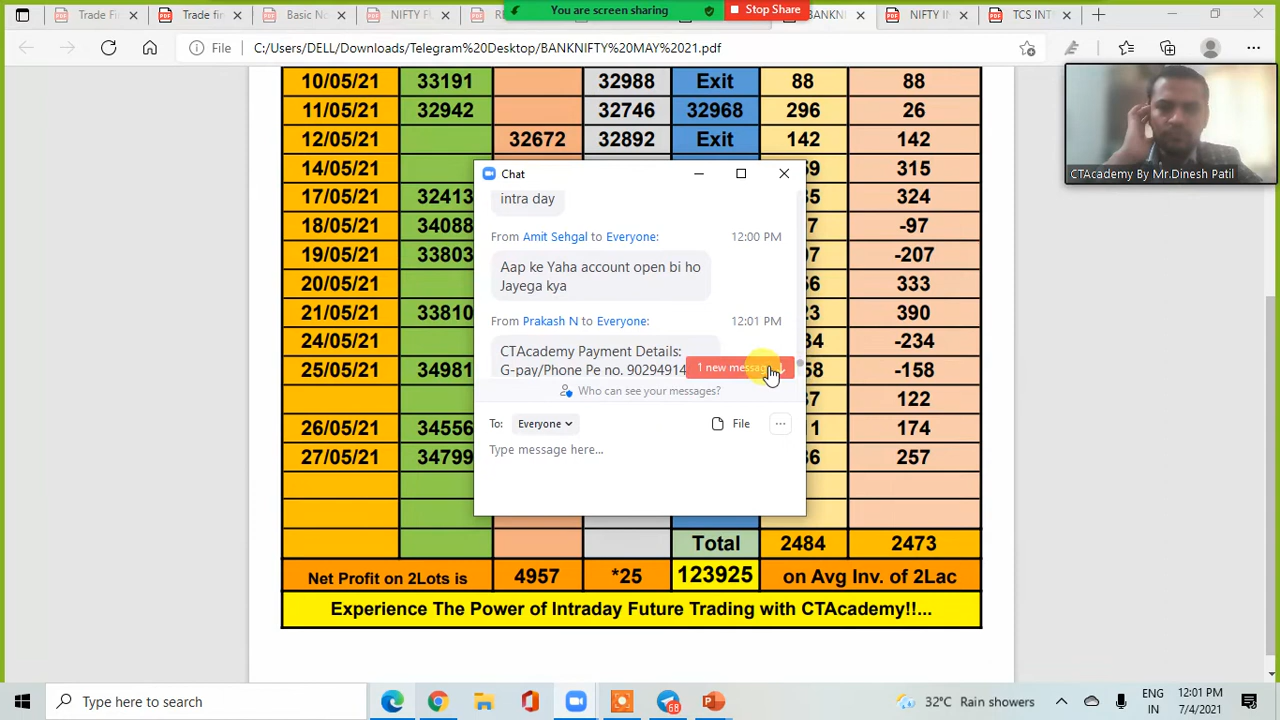 You are screen sharing
Stop Share
Trade Fi
Trade fin
Basic No
NIFTY FU
NIFTY IN
TCS INT
File
C:/Users/DELL/Downloads/Telegram%20Desktop/BANKNIFTY%20MAY%202021.pdf
10/05/21 33191 32988 Exit 88 88
11/05/21 32942 32746 32968 296 26
12/05/21 32672 32892 Exit 142 142
14/05/21 315
17/05/21 32413 324
18/05/21 34088 -97
19/05/21 33803 -207
20/05/21 333
21/05/21 33810 390
24/05/21 -234
25/05/21 34981 -158
122
26/05/21 34556 174
27/05/21 34799 257
Total 2484 2473
Net Profit on 2Lots is 4957 *25 123925 on Avg Inv. of 2Lac
Experience The Power of Intraday Future Trading with CTAcademy!!...
CTAcademy By Mr.Dinesh Patil
Chat
intra day
From Amit Sehgal to Everyone: 12:00 PM
Aap ke Yaha account open bi ho
Jayega kya
From Prakash N to Everyone: 12:01 PM
CTAcademy Payment Details:
G-pay/Phone Pe no. 90294914
1 new message
Who can see your messages?
To: Everyone File
Type message here...
Type here to search
68
32°C Rain showers
ENG
IN
12:01 PM
7/4/2021